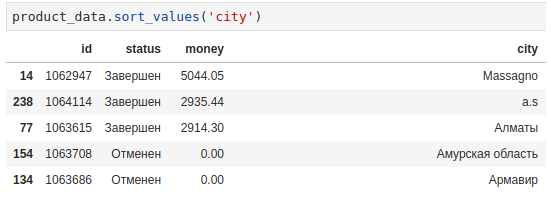 product_data.sort_values('city')
id status money city
14 1062947 Завершен 5044.05 Massagno
238 1064114 Завершен 2935.44 a.s
77 1063615 Завершен 2914.30 Алматы
154 1063708 Отменен 0.00 Амурская область
134 1063686 Отменен 0.00 Армавир